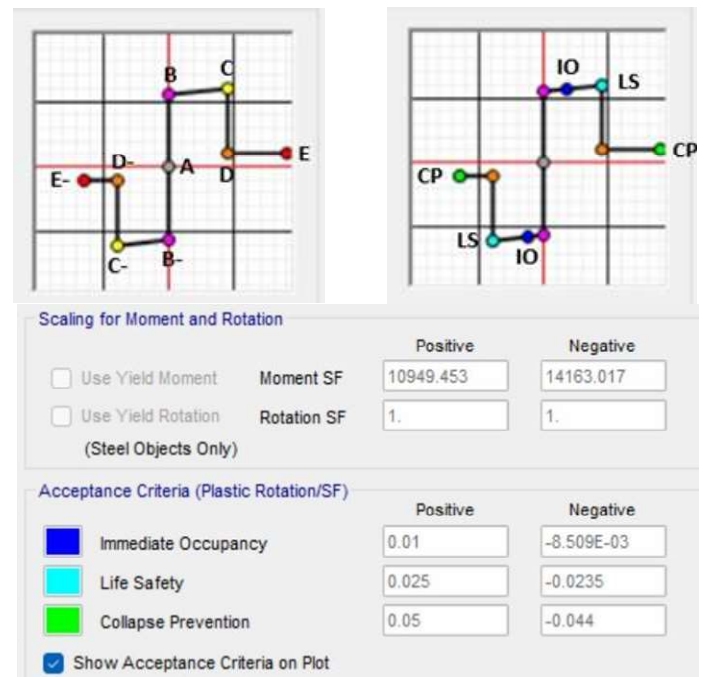 B
C
D-
A
E
E-
D
C-
B-
IO
LS
CP
CP
LS
IO
Scaling for Moment and Rotation
Positive Negative
Use Yield Moment Moment SF 10949.453 14163.017
Use Yield Rotation Rotation SF 1. 1.
(Steel Objects Only)
Acceptance Criteria (Plastic Rotation/SF)
Positive Negative
Immediate Occupancy 0.01 -8.509E-03
Life Safety 0.025 -0.0235
Collapse Prevention 0.05 -0.044
Show Acceptance Criteria on Plot